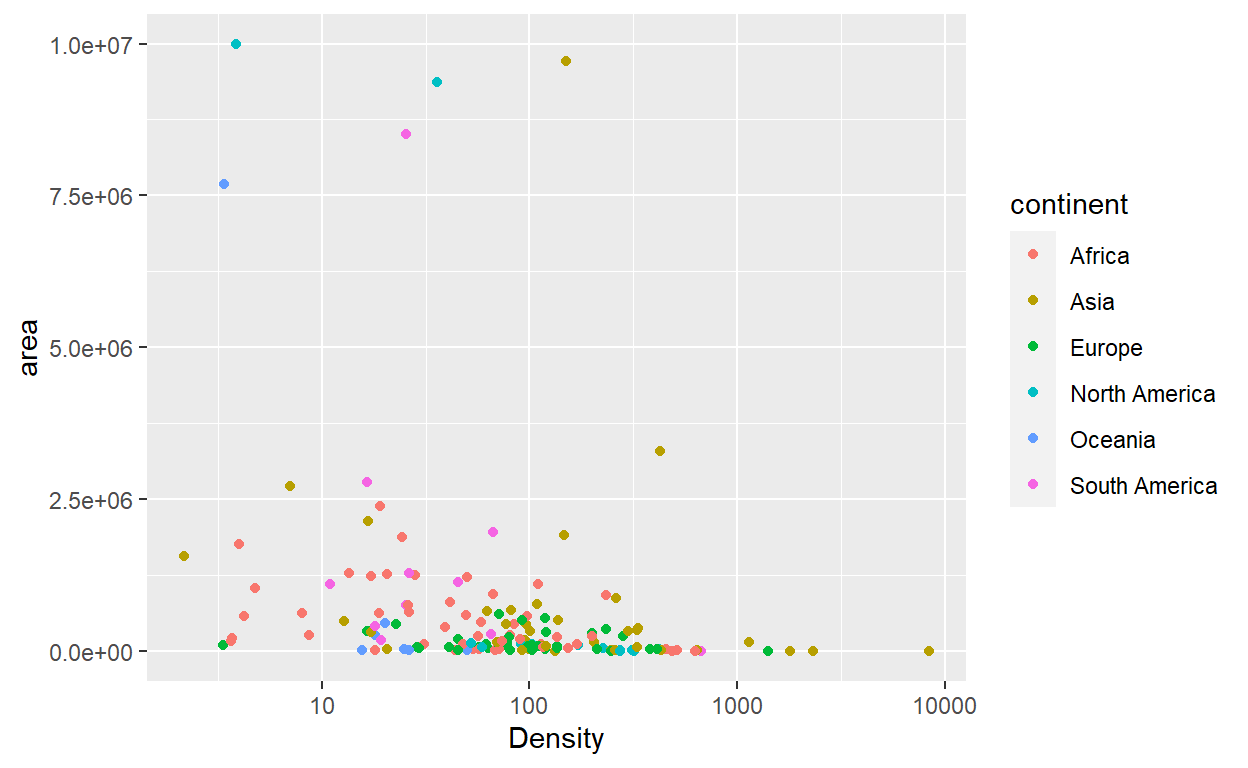 1.0e+07
7.5e+06
5.0e+06
2.5e+06
0.0e+00
area
10
100
1000
10000
Density
continent
Africa
Asia
Europe
North America
Oceania
South America